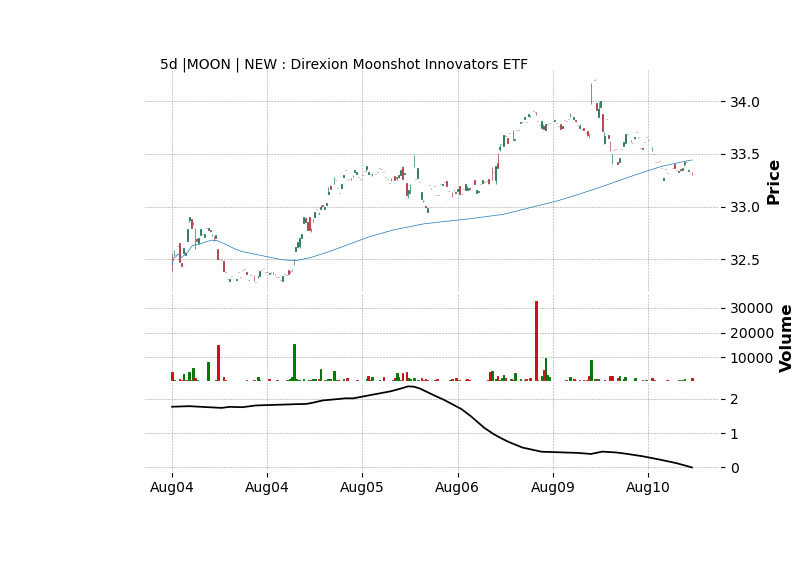 5d |MOON | NEW : Direxion Moonshot Innovators ETF
34.0
33.5
33.0
32.5
Price
30000
20000
10000
Volume
2
1
0
Aug04 Aug04 Aug05 Aug06 Aug09 Aug10